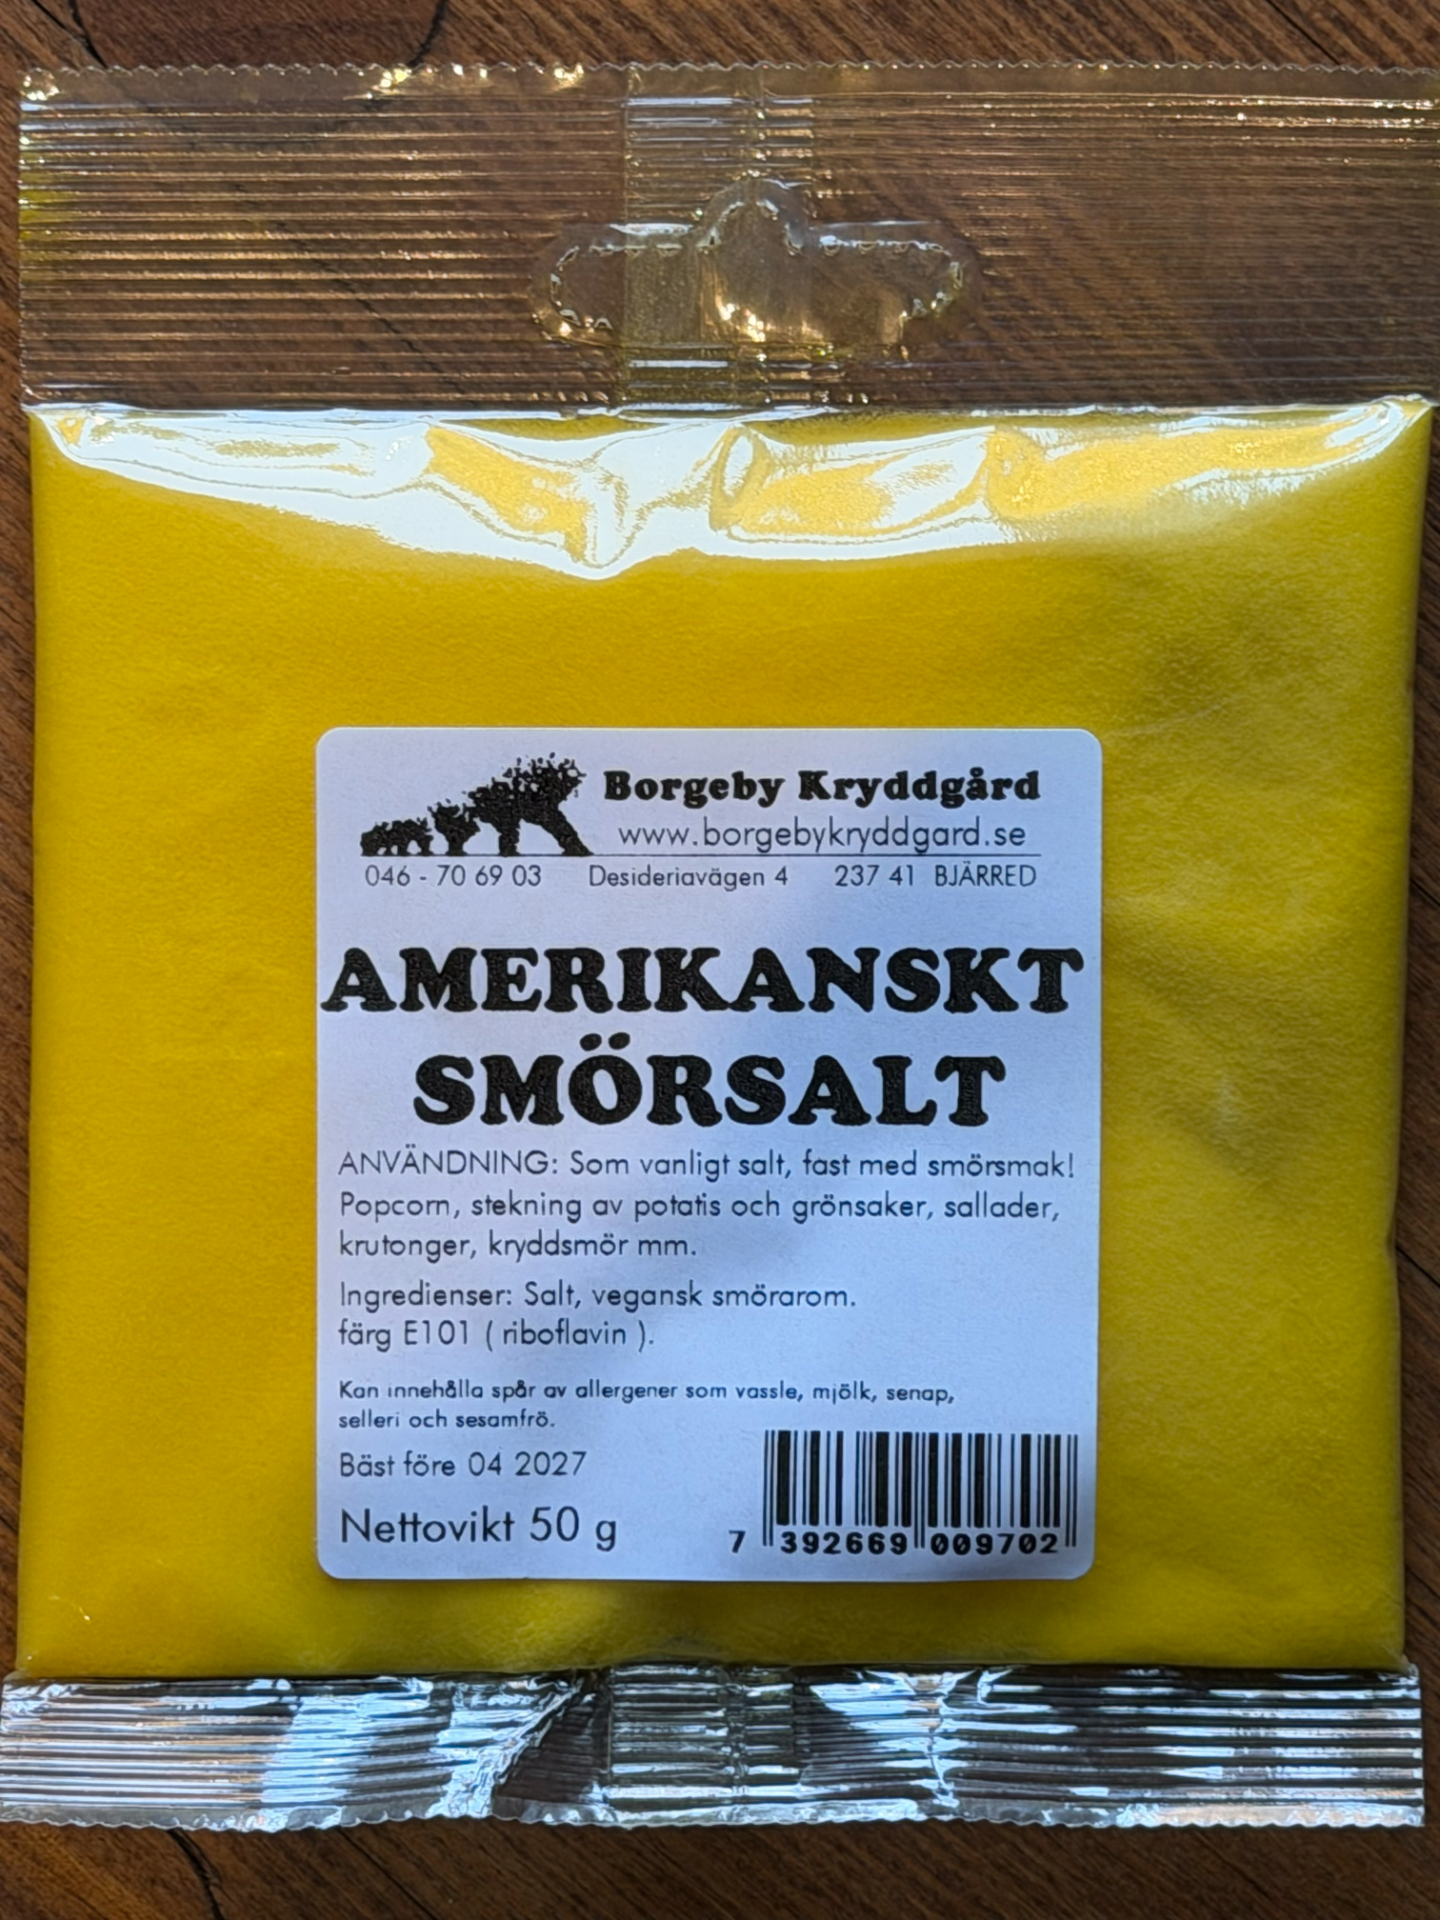 Borgeby Kryddgård
www.borgebykryddgard.se
046 - 70 69 03 Desideriavägen 4 237 41 BJÄRRED
AMERIKANSKT
SMÖRSALT
ANVÄNDNING: Som vanligt salt, fast med smörsmak!
Popcorn, stekning av potatis och grönsaker, sallader,
krutonger, kryddsmör mm.
Ingredienser: Salt, vegansk smörarom.
färg E101 ( riboflavin ).
Kan innehålla spår av allergener som vassle, mjölk, senap,
selleri och sesamfrö.
Bäst före 04 2027
Nettovikt 50 g
7 392669 009702